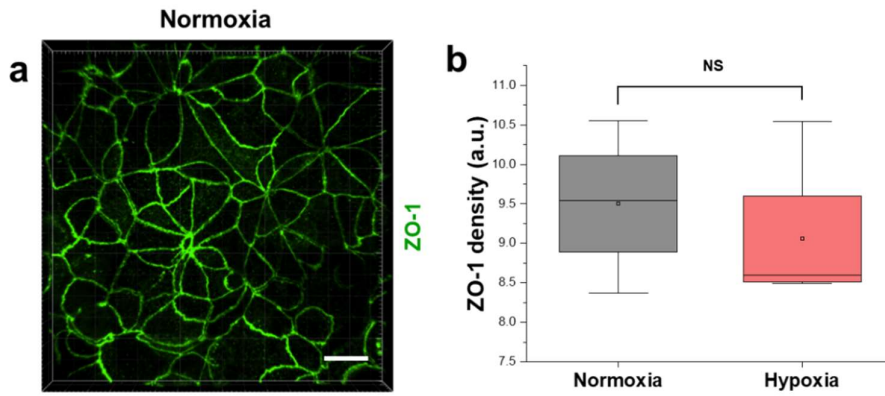 Normoxia
a
ZO-1
b
NS
ZO-1 density (a.u.)
11.0
10.5
10.0
9.5
9.0
8.5
8.0
7.5
Normoxia
Hypoxia